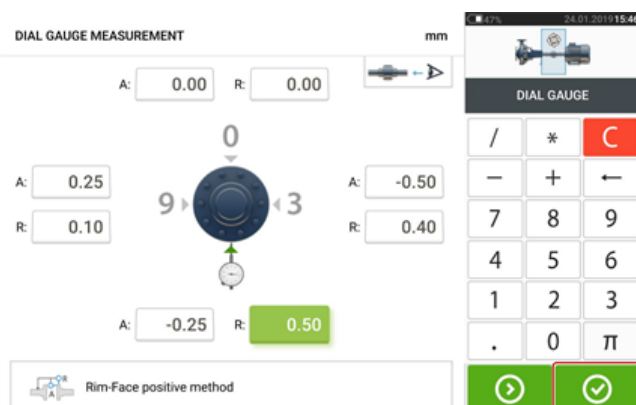 DIAL GAUGE MEASUREMENT mm
A: 0.00 R: 0.00
0
A: 0.25
R: 0.10
9
3
A: -0.50
R: 0.40
A: -0.25 R: 0.50
R
A
Rim-Face positive method
47% 24.01.2019 15:46
DIAL GAUGE
/ * C
− + ←
7 8 9
4 5 6
1 2 3
. 0 π